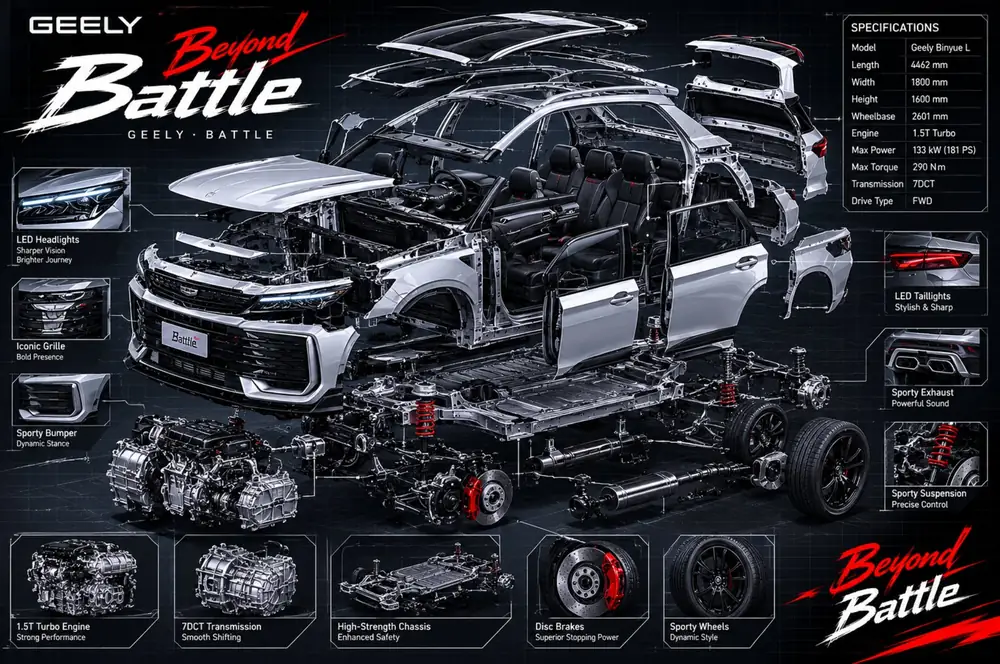 GEELY
Beyond
Battle
GEELY · BATTLE
SPECIFICATIONS
Model Geely Binyue L
Length 4462 mm
Width 1800 mm
Height 1600 mm
Wheelbase 2601 mm
Engine 1.5T Turbo
Max Power 133 kW (181 PS)
Max Torque 290 Nm
Transmission 7DCT
Drive Type FWD
LED Headlights
Sharper Vision
Brighter Journey
Iconic Grille
Bold Presence
Sporty Bumper
Dynamic Stance
Battle
LED Taillights
Stylish & Sharp
Sporty Exhaust
Powerful Sound
Sporty Suspension
Precise Control
1.5T Turbo Engine
Strong Performance
7DCT Transmission
Smooth Shifting
High-Strength Chassis
Enhanced Safety
Disc Brakes
Superior Stopping Power
Sporty Wheels
Dynamic Style
Beyond
Battle